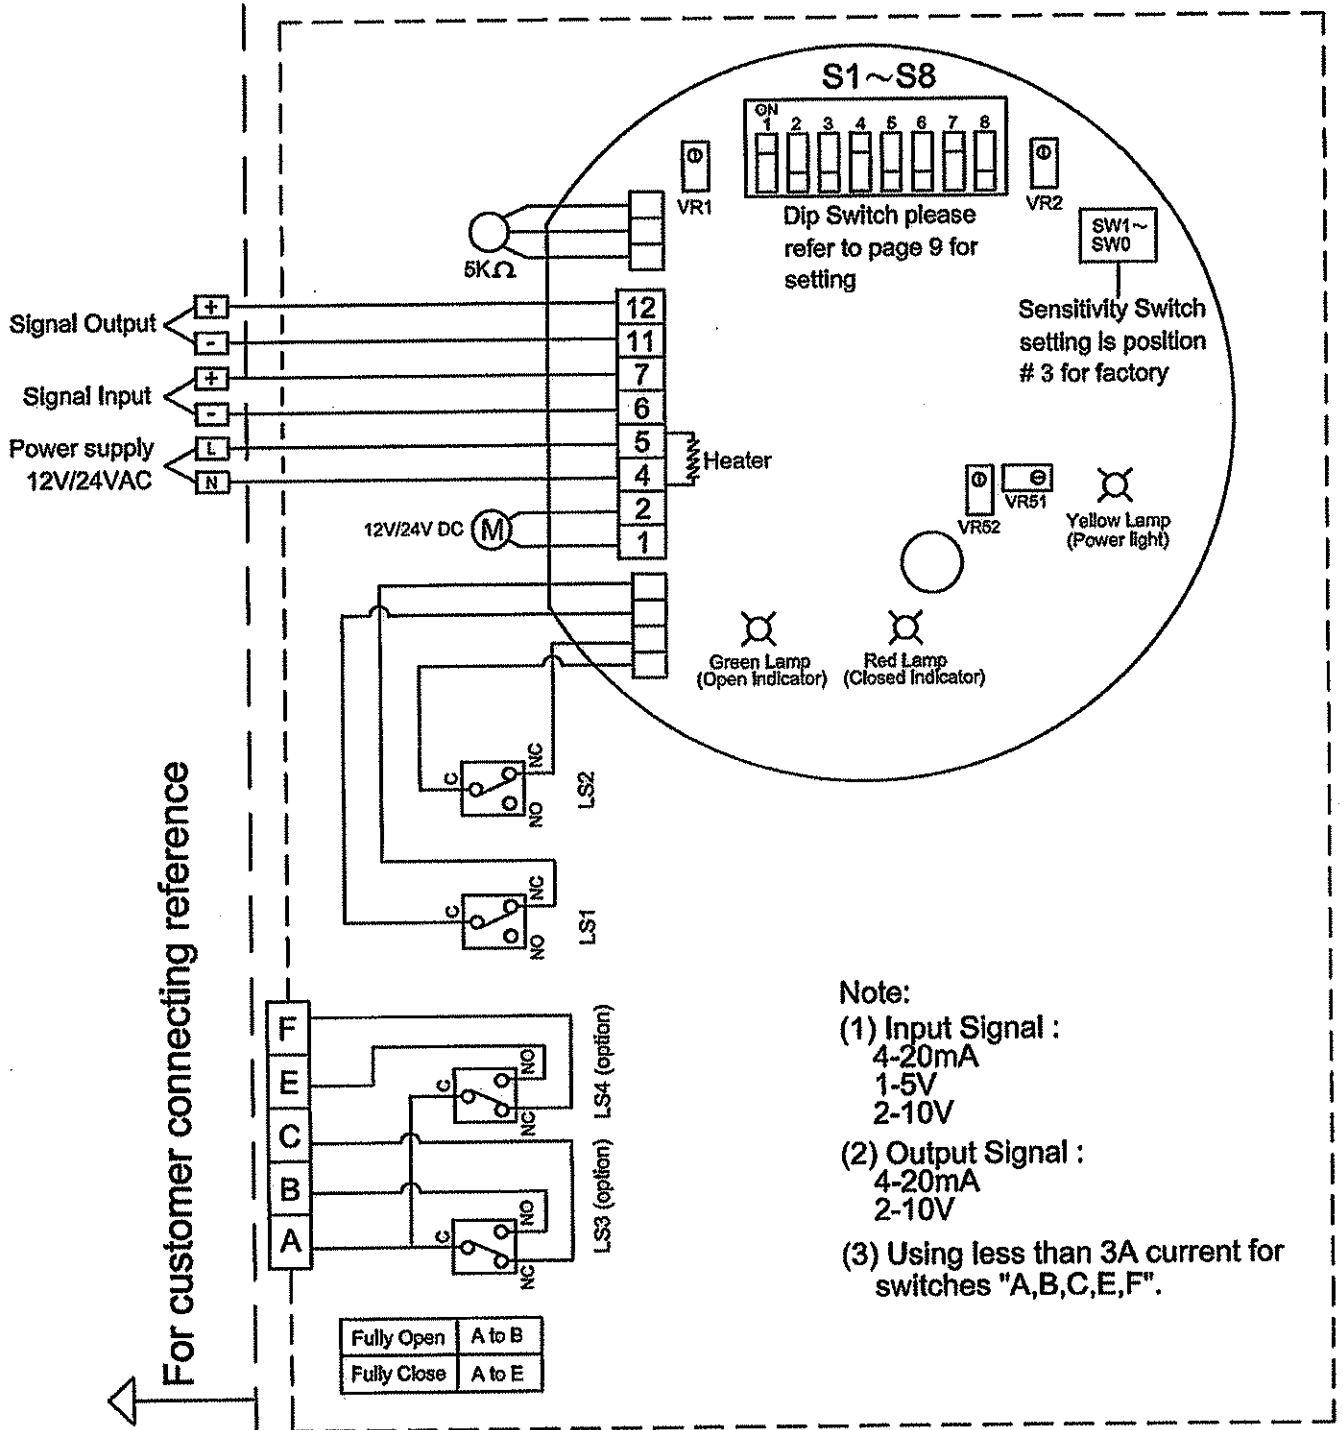 S1~S8
ON
1 2 3 4 5 6 7 8
VR1
VR2
Dip Switch please
refer to page 9 for
setting
SW1~
SW0
Sensitivity Switch
setting is position
# 3 for factory
5KΩ
Signal Output
+
-
Signal Input
+
-
Power supply
12V/24VAC
L
N
12
11
7
6
5
4
2
1
Heater
12V/24V DC
M
VR52
VR51
Yellow Lamp
(Power light)
Green Lamp
(Open Indicator)
Red Lamp
(Closed Indicator)
C
NC
NO
LS2
C
NC
NO
LS1
For customer connecting reference
F
E
C
B
A
C
NO
NC
LS4 (option)
C
NO
NC
LS3 (option)
Fully Open A to B
Fully Close A to E
Note:
(1) Input Signal :
4-20mA
1-5V
2-10V
(2) Output Signal :
4-20mA
2-10V
(3) Using less than 3A current for
switches "A,B,C,E,F".